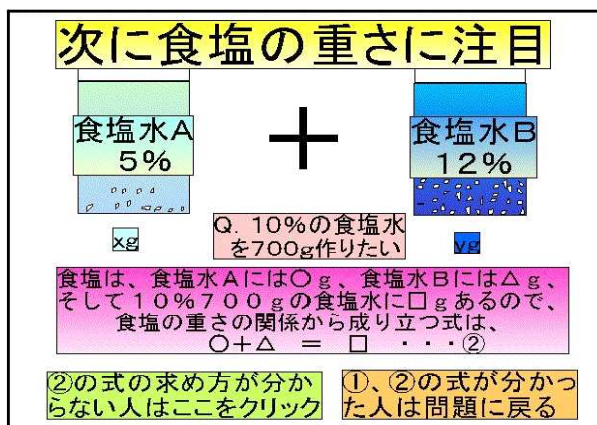 次に食塩の重さに注目
食塩水A
5%
＋
食塩水B
12%
xg
Q. 10%の食塩水
を700g作りたい
yg
食塩は、食塩水Aには○g、食塩水Bには△g、
そして10%700gの食塩水に□gあるので、
食塩の重さの関係から成り立つ式は、
○+△ = □ ・・・②
②の式の求め方が分か
らない人はここをクリック
①、②の式が分かっ
た人は問題に戻る